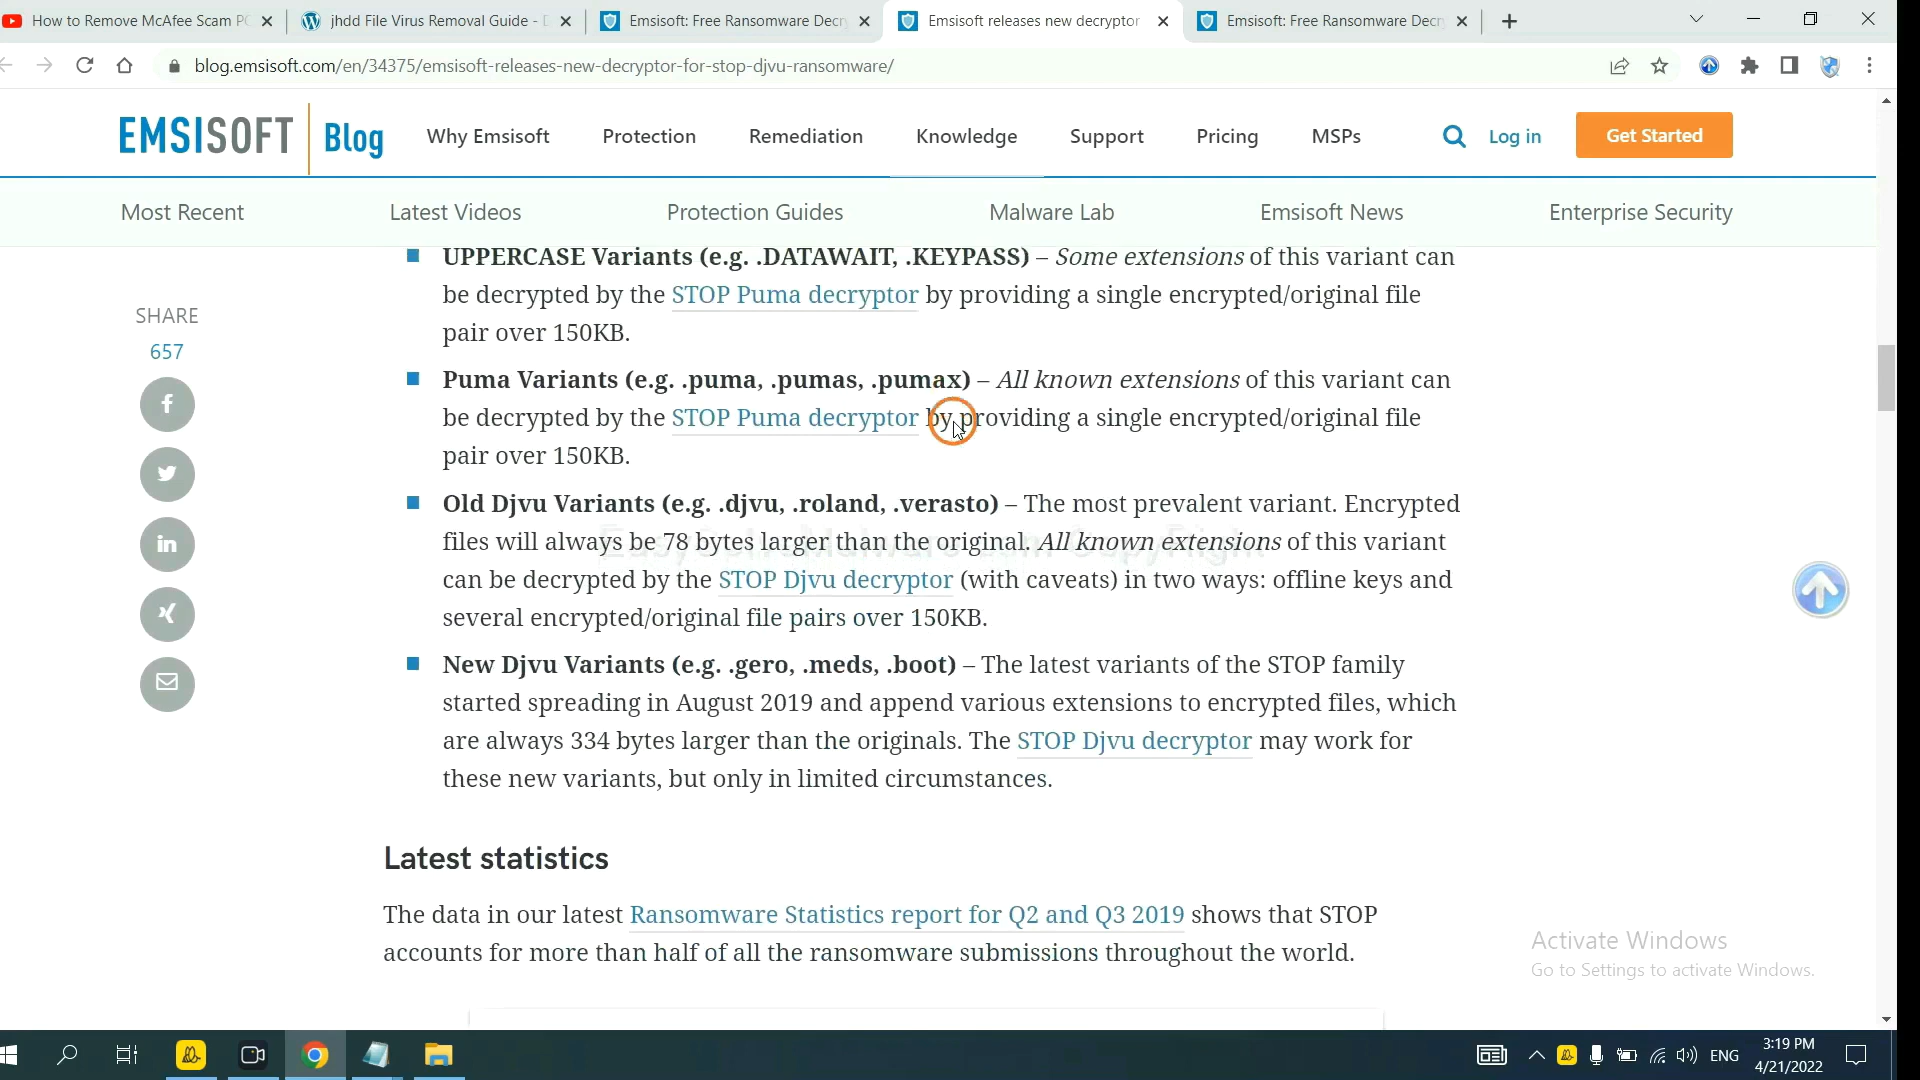 How to Remove McAfee Scam PC
jhdd File Virus Removal Guide - D
Emsisoft: Free Ransomware Decry
Emsisoft releases new decryptor
Emsisoft: Free Ransomware Decry
blog.emsisoft.com/en/34375/emsisoft-releases-new-decryptor-for-stop-djvu-ransomware/
EMSISOFT Blog
Why Emsisoft
Protection
Remediation
Knowledge
Support
Pricing
MSPs
Log in
Get Started
Most Recent
Latest Videos
Protection Guides
Malware Lab
Emsisoft News
Enterprise Security
SHARE
657
UPPERCASE Variants (e.g. .DATAWAIT, .KEYPASS) – Some extensions of this variant can
be decrypted by the STOP Puma decryptor by providing a single encrypted/original file
pair over 150KB.
Puma Variants (e.g. .puma, .pumas, .pumax) – All known extensions of this variant can
be decrypted by the STOP Puma decryptor by providing a single encrypted/original file
pair over 150KB.
Old Djvu Variants (e.g. .djvu, .roland, .verasto) – The most prevalent variant. Encrypted
files will always be 78 bytes larger than the original. All known extensions of this variant
can be decrypted by the STOP Djvu decryptor (with caveats) in two ways: offline keys and
several encrypted/original file pairs over 150KB.
New Djvu Variants (e.g. .gero, .meds, .boot) – The latest variants of the STOP family
started spreading in August 2019 and append various extensions to encrypted files, which
are always 334 bytes larger than the originals. The STOP Djvu decryptor may work for
these new variants, but only in limited circumstances.
Latest statistics
The data in our latest Ransomware Statistics report for Q2 and Q3 2019 shows that STOP
accounts for more than half of all the ransomware submissions throughout the world.
Activate Windows
Go to Settings to activate Windows.
ENG
3:19 PM
4/21/2022